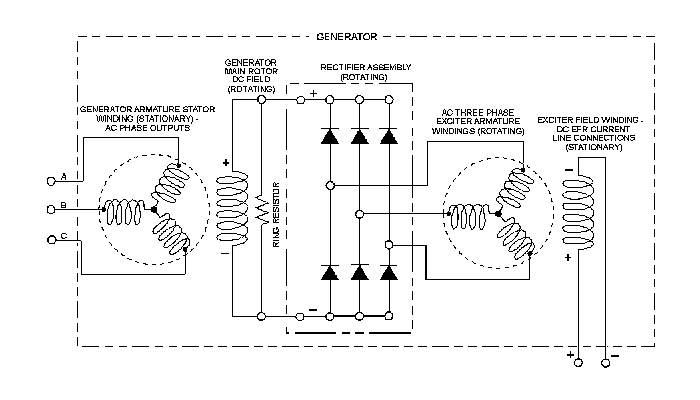 GENERATOR
GENERATOR
MAIN ROTOR
DC FIELD
(ROTATING)
RECTIFIER ASSEMBLY
(ROTATING)
GENERATOR ARMATURE STATOR
WINDING (STATIONARY) -
AC PHASE OUTPUTS
AC THREE PHASE
EXCITER ARMATURE
WINDINGS (ROTATING)
EXCITER FIELD WINDING -
DC EFR CURRENT
LINE CONNECTIONS
(STATIONARY)
+
+
−
A
B
C
RING RESISTOR
−
+
−
+
−